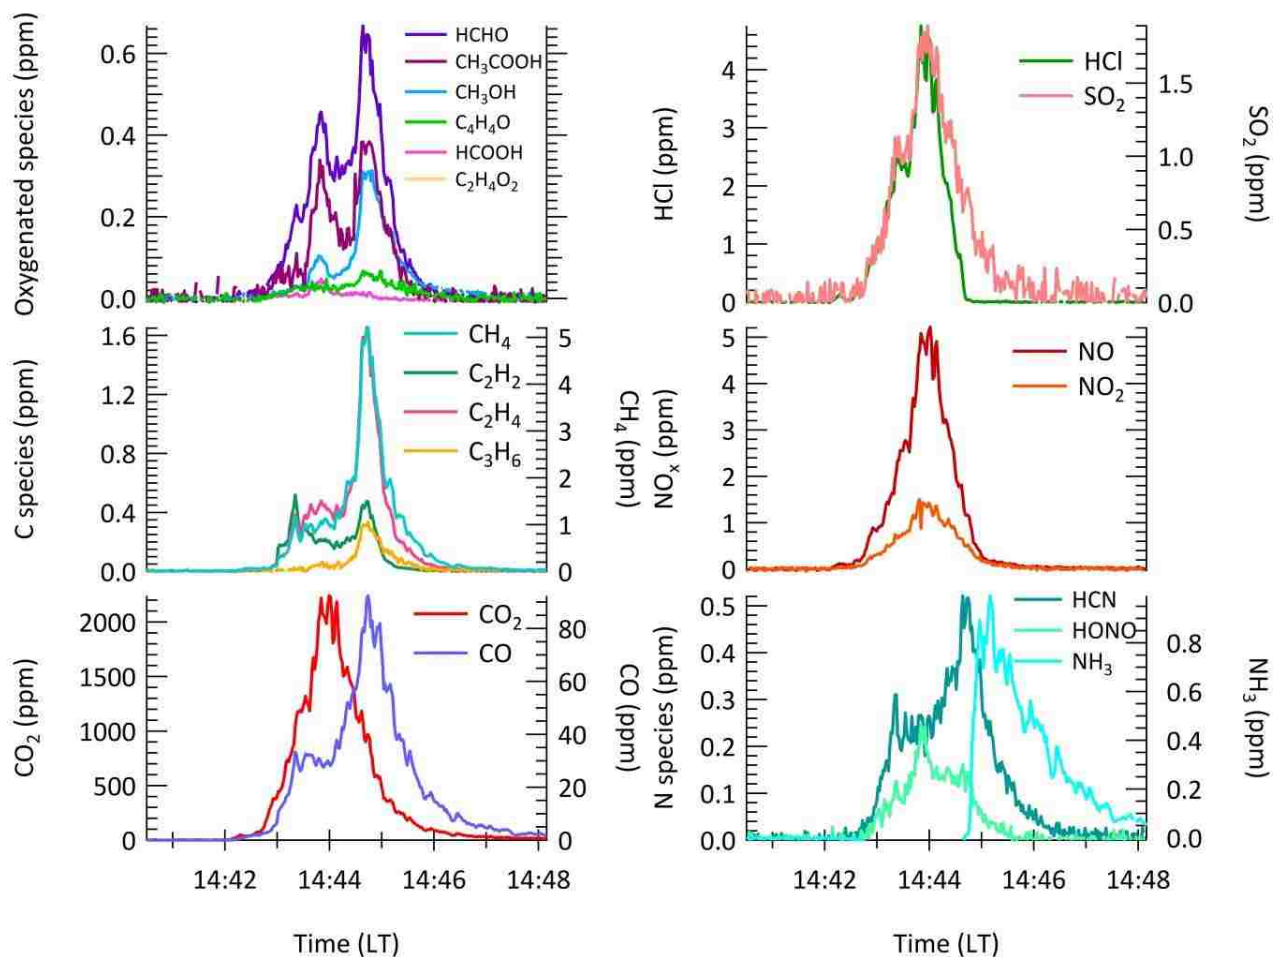 Oxygenated species (ppm)
0.6
0.4
0.2
0.0
HCHO
CH₃COOH
CH₃OH
C₄H₄O
HCOOH
C₂H₄O₂
HCl (ppm)
4
3
2
1
0
HCl
SO₂
1.5
1.0
0.5
0.0
SO₂ (ppm)
C species (ppm)
1.6
1.2
0.8
0.4
0.0
CH₄
C₂H₂
C₂H₄
C₃H₆
5
4
3
2
1
0
CH₄ (ppm)
NOₓ (ppm)
5
4
3
2
1
0
NO
NO₂
CO₂ (ppm)
2000
1500
1000
500
0
CO₂
CO
80
60
40
20
0
CO (ppm)
14:42 14:44 14:46 14:48
Time (LT)
N species (ppm)
0.5
0.4
0.3
0.2
0.1
0.0
HCN
HONO
NH₃
0.8
0.6
0.4
0.2
0.0
NH₃ (ppm)
14:42 14:44 14:46 14:48
Time (LT)